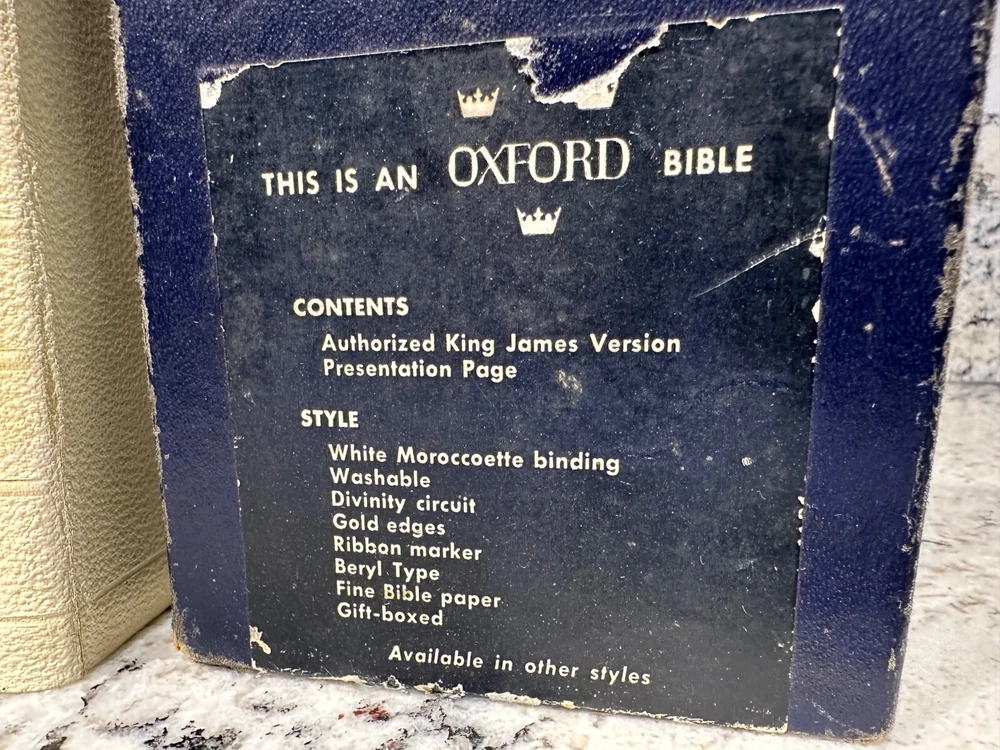 THIS IS AN OXFORD BIBLE
CONTENTS
Authorized King James Version
Presentation Page
STYLE
White Moroccoette binding
Washable
Divinity circuit
Gold edges
Ribbon marker
Beryl Type
Fine Bible paper
Gift-boxed
Available in other styles